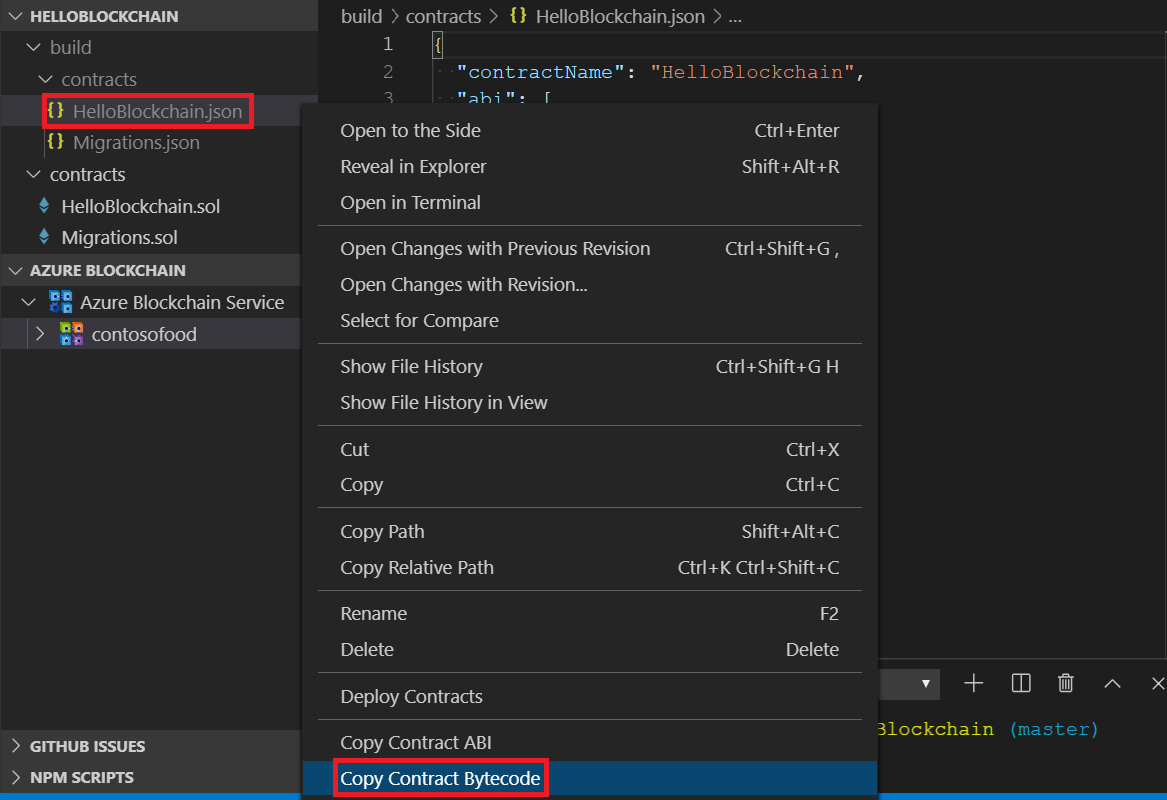 HELLOBLOCKCHAIN
build
contracts
{} HelloBlockchain.json
{} Migrations.json
contracts
HelloBlockchain.sol
Migrations.sol
AZURE BLOCKCHAIN
Azure Blockchain Service
contosofood
GITHUB ISSUES
NPM SCRIPTS
build > contracts > {} HelloBlockchain.json > ...
1 {
2 "contractName": "HelloBlockchain",
3 "abi": [
Open to the Side Ctrl+Enter
Reveal in Explorer Shift+Alt+R
Open in Terminal
Open Changes with Previous Revision Ctrl+Shift+G ,
Open Changes with Revision...
Select for Compare
Show File History Ctrl+Shift+G H
Show File History in View
Cut Ctrl+X
Copy Ctrl+C
Copy Path Shift+Alt+C
Copy Relative Path Ctrl+K Ctrl+Shift+C
Rename F2
Delete Delete
Deploy Contracts
Copy Contract ABI
Copy Contract Bytecode
Blockchain (master)